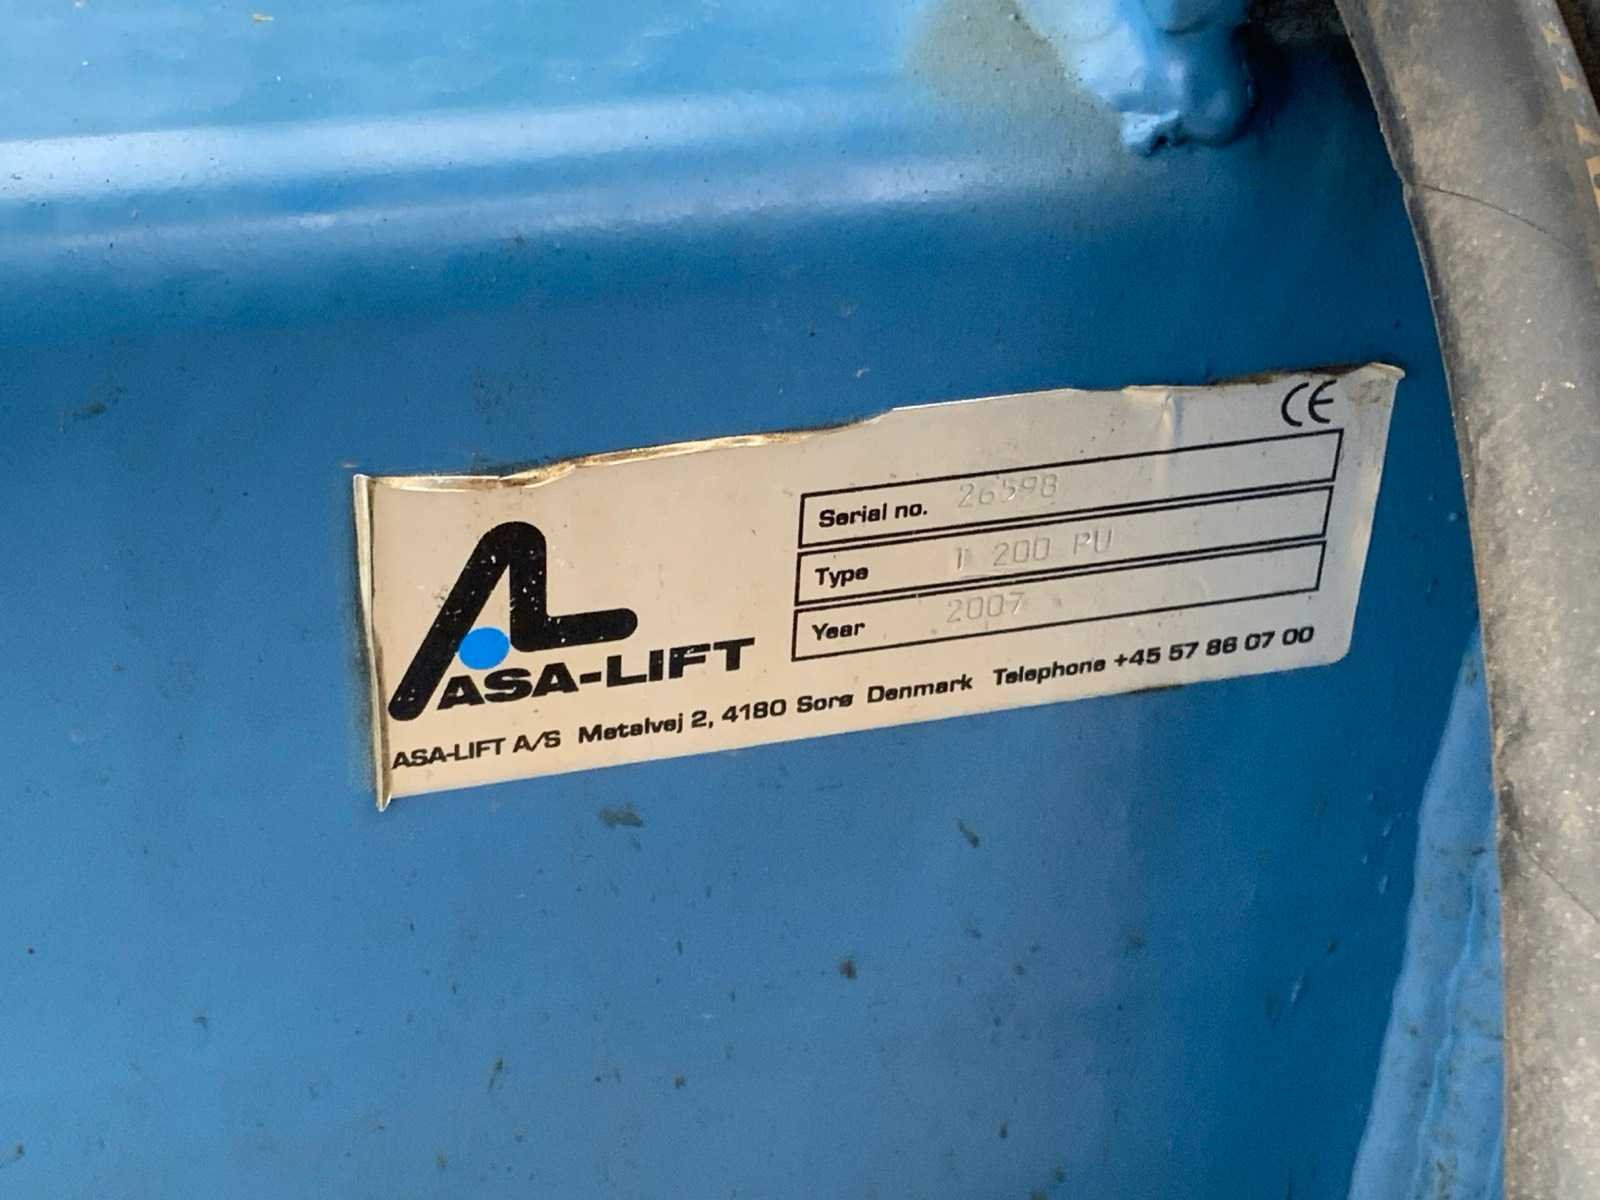 CE
Serial no. 26598
Type 200 PU
Year 2007
ASA-LIFT
ASA-LIFT A/S Metalvej 2, 4180 Sorø Denmark Telephone +45 57 86 07 00